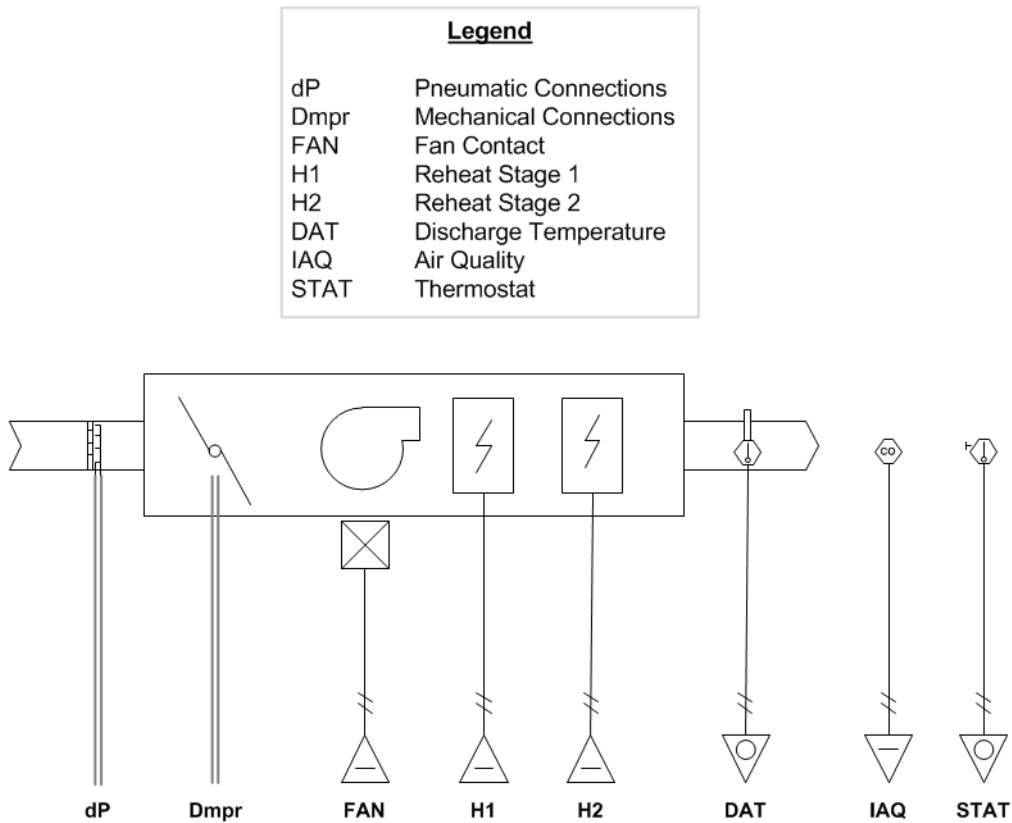 Legend
dP Pneumatic Connections
Dmpr Mechanical Connections
FAN Fan Contact
H1 Reheat Stage 1
H2 Reheat Stage 2
DAT Discharge Temperature
IAQ Air Quality
STAT Thermostat
CO
dP Dmpr FAN H1 H2 DAT IAQ STAT